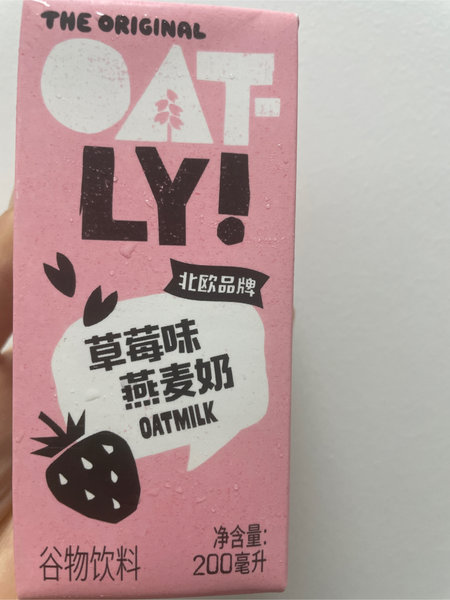 THE ORIGINAL
OAT-
LY!
北欧品牌
草莓味
燕麦奶
OATMILK
谷物饮料
净含量:
200毫升